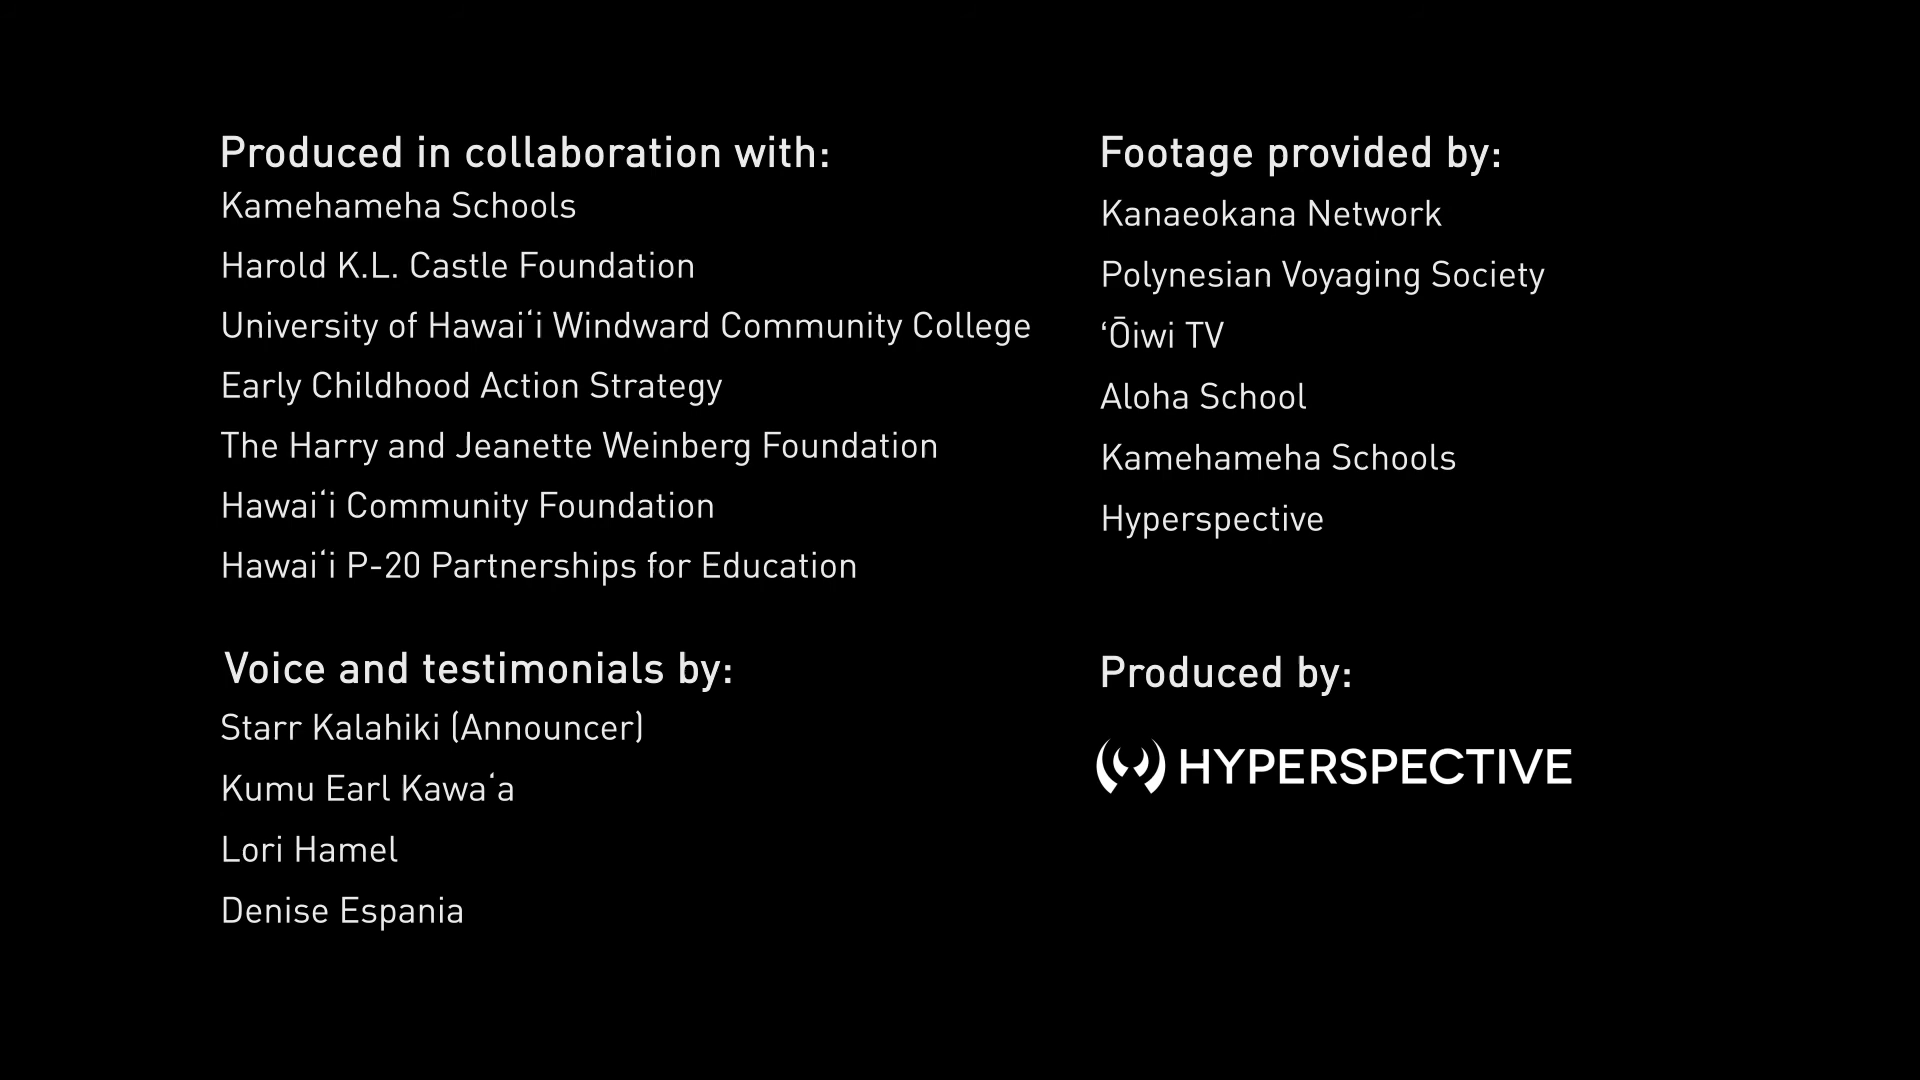 Produced in collaboration with:
Kamehameha Schools
Harold K.L. Castle Foundation
University of Hawaiʻi Windward Community College
Early Childhood Action Strategy
The Harry and Jeanette Weinberg Foundation
Hawaiʻi Community Foundation
Hawaiʻi P-20 Partnerships for Education
Voice and testimonials by:
Starr Kalahiki (Announcer)
Kumu Earl Kawaʻa
Lori Hamel
Denise Espania
Footage provided by:
Kanaeokana Network
Polynesian Voyaging Society
ʻŌiwi TV
Aloha School
Kamehameha Schools
Hyperspective
Produced by:
HYPERSPECTIVE